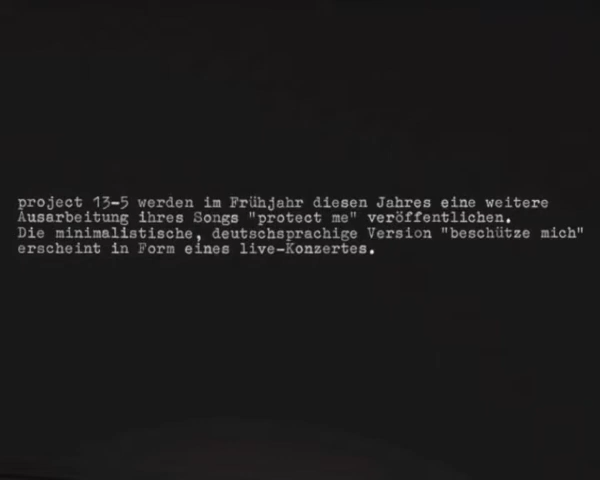 project 13-5 werden im Frühjahr diesen Jahres eine weitere
Ausarbeitung ihres Songs "protect me" veröffentlichen.
Die minimalistische, deutschsprachige Version "beschütze mich"
erscheint in Form eines live-Konzertes.